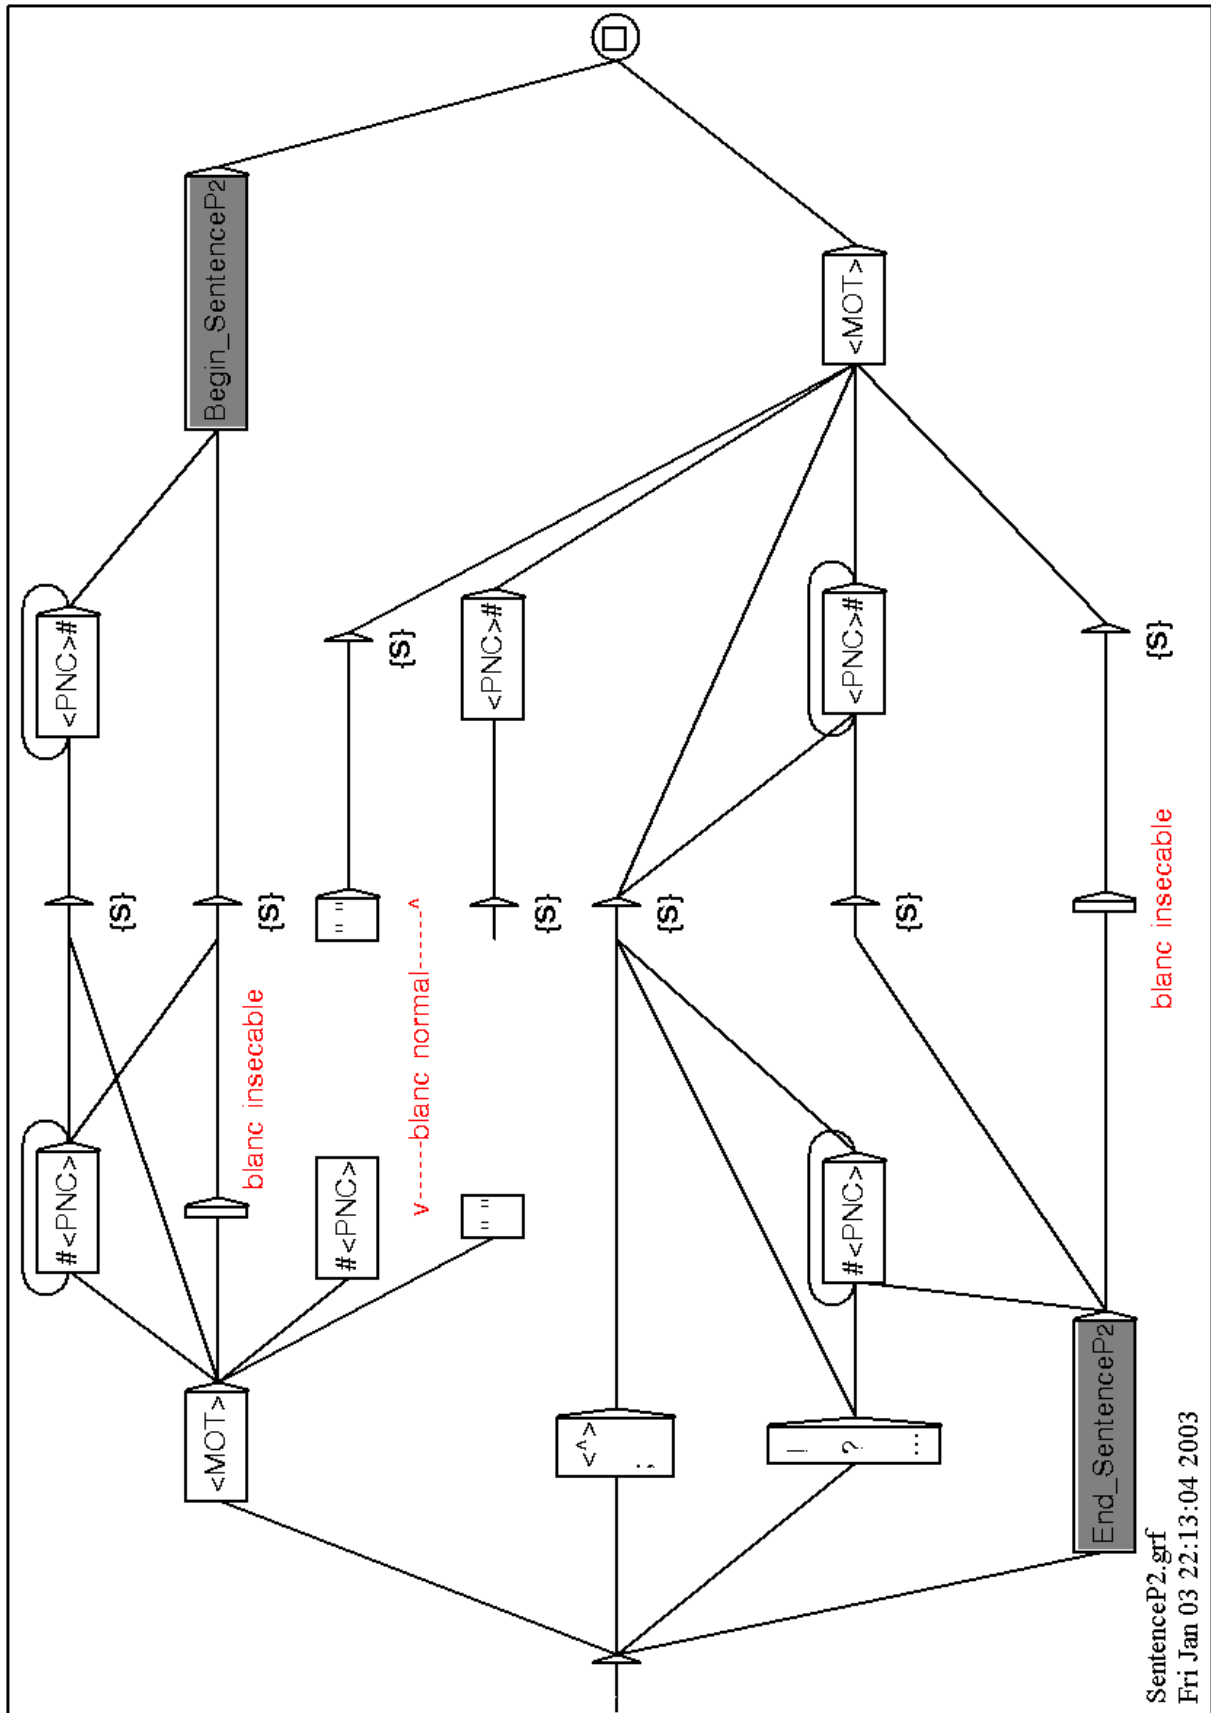 #<PNC>
<PNC>#
{S}
<MOT>
Begin_SentenceP2
blanc insecable
{S}
#<PNC>
" "
{S}
v-----blanc normal-----^
" "
<PNC>#
{S}
<^>
;
{S}
!
?
...
#<PNC>
<PNC>#
<MOT>
{S}
End_SentenceP2
blanc insecable
{S}
SentenceP2.grf
Fri Jan 03 22:13:04 2003